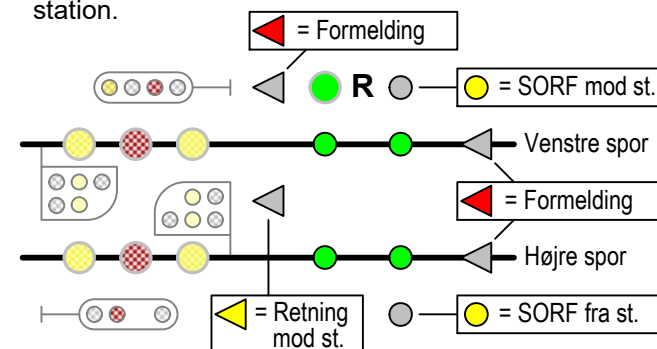 station.
= Formelding
R
= SORF mod st.
Venstre spor
= Formelding
Højre spor
= Retning
mod st.
= SORF fra st.